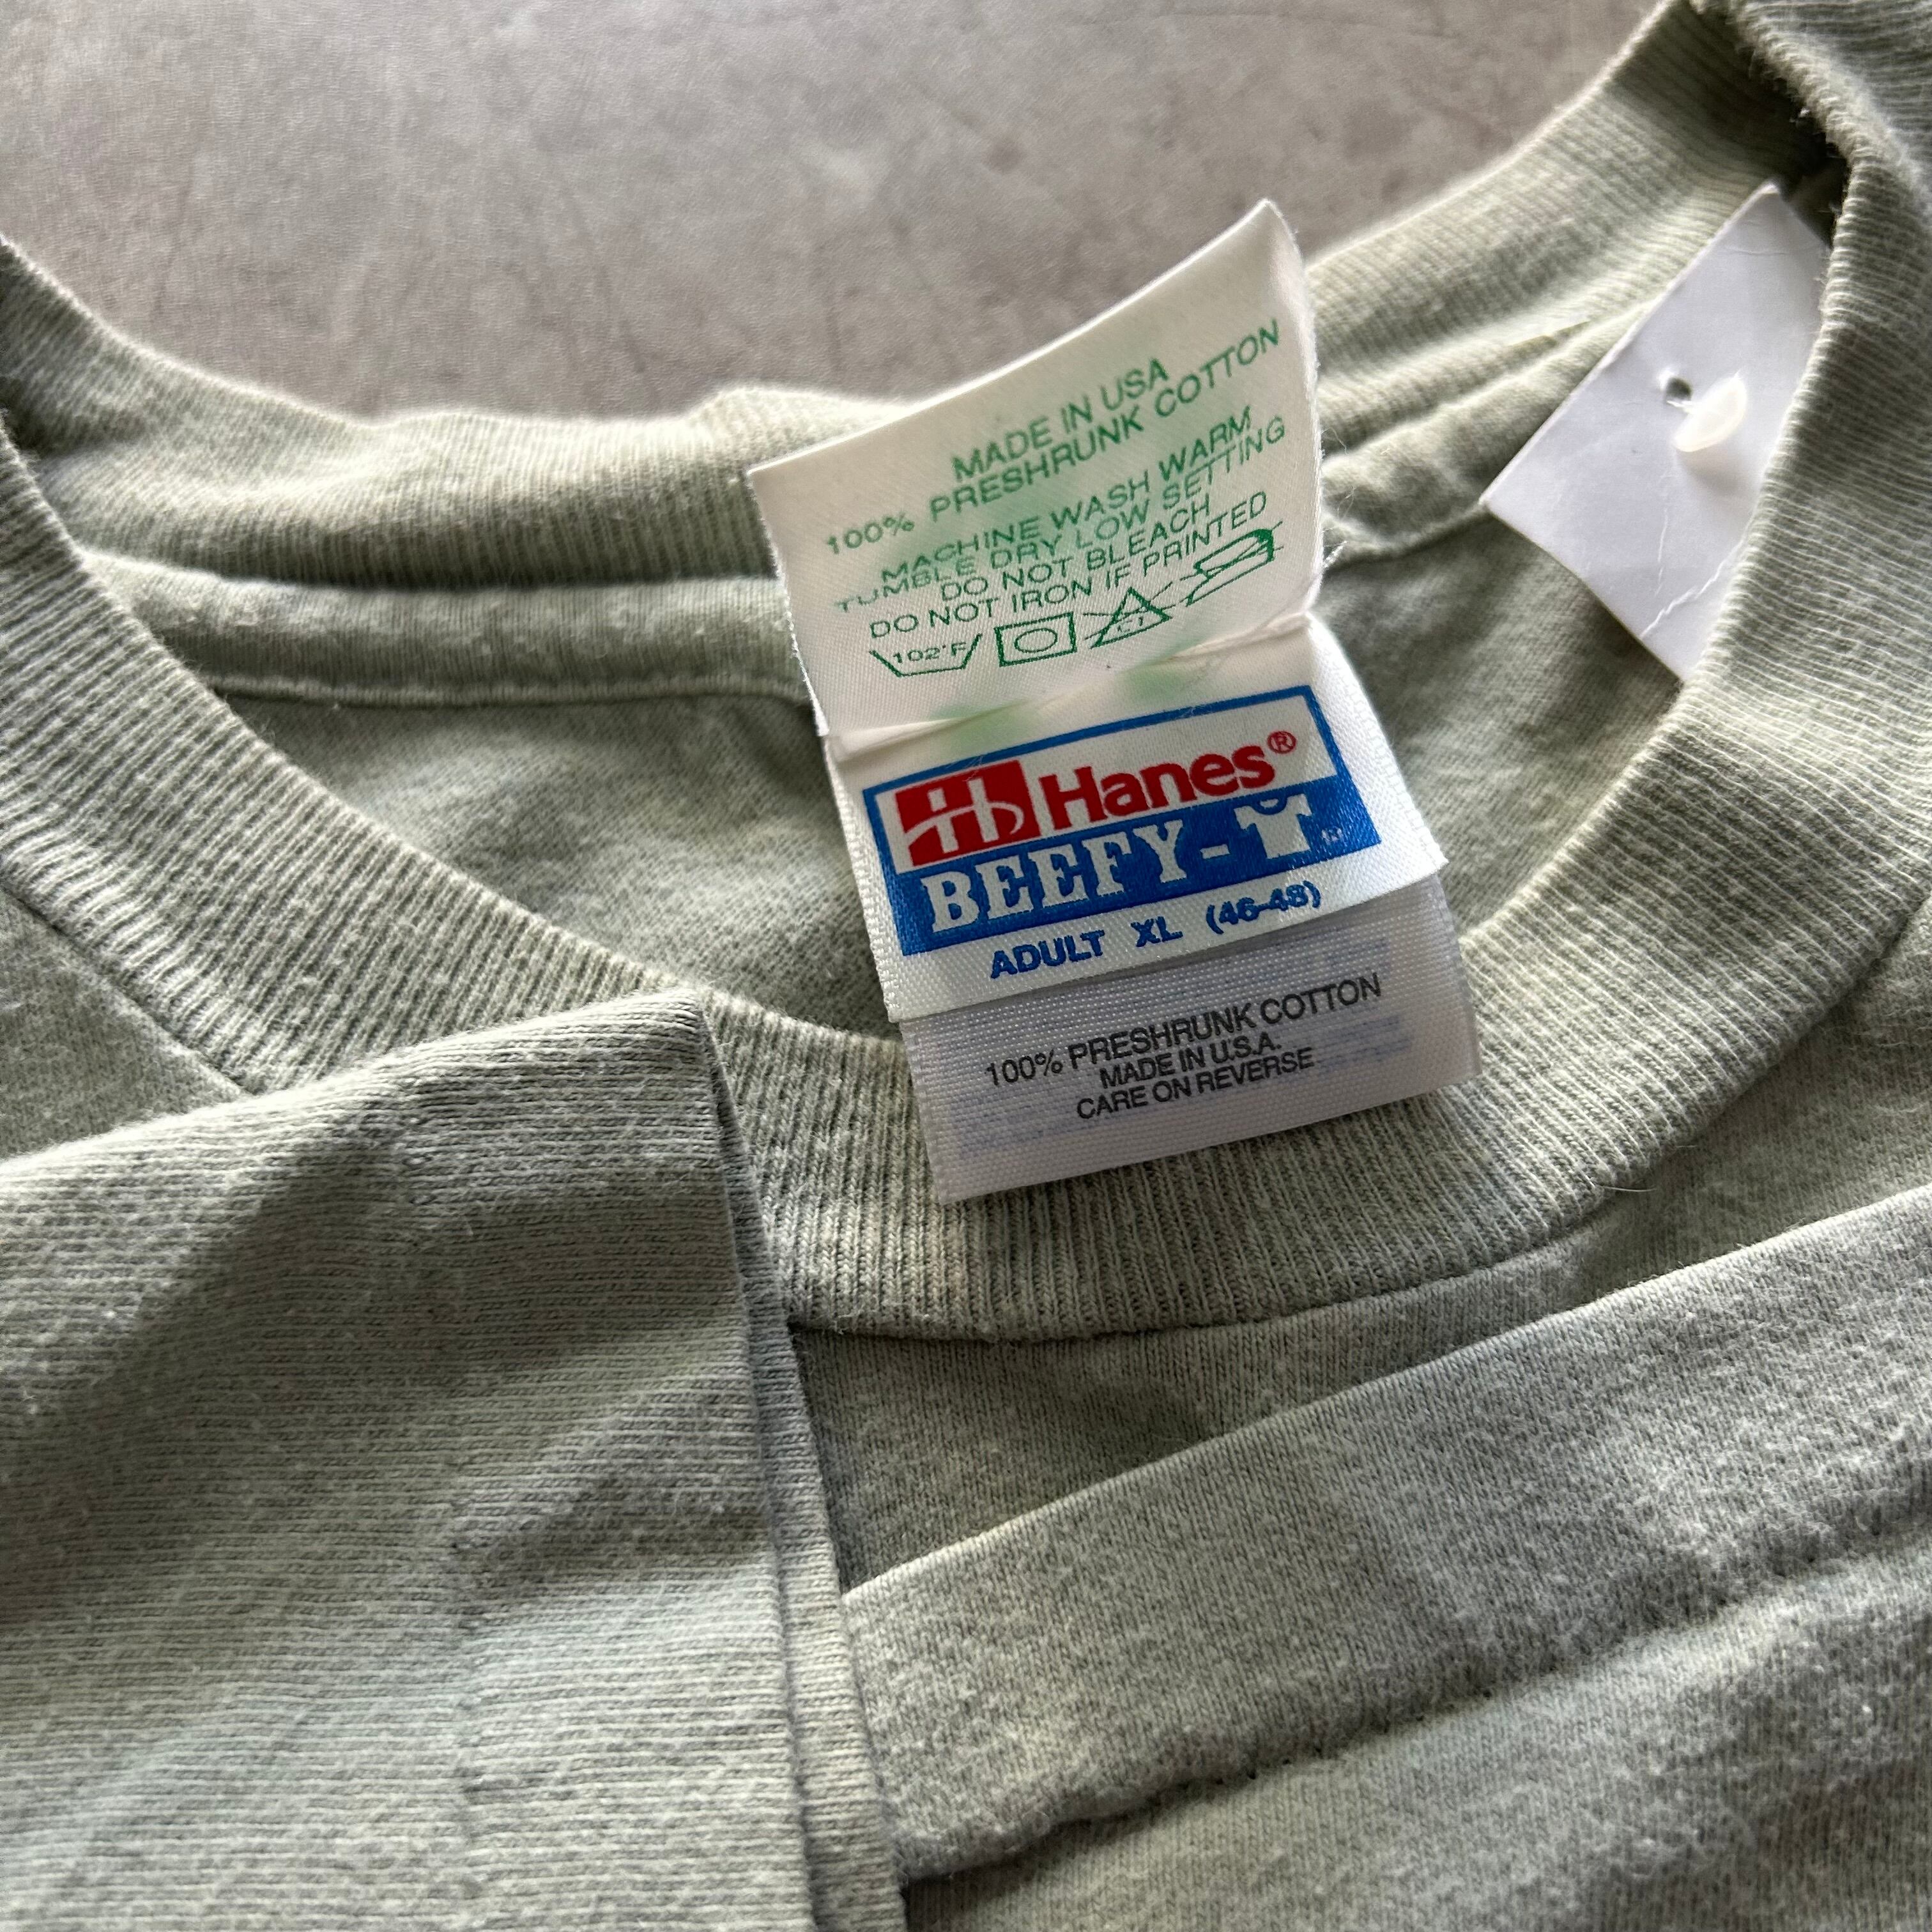 MADE IN USA
100% PRESHRUNK COTTON
MACHINE WASH WARM
TUMBLE DRY LOW SETTING
DO NOT BLEACH
DO NOT IRON IF PRINTED
102°F CL
Hanes®
BEEFY-T®
ADULT XL (46-48)
100% PRESHRUNK COTTON
MADE IN U.S.A.
CARE ON REVERSE